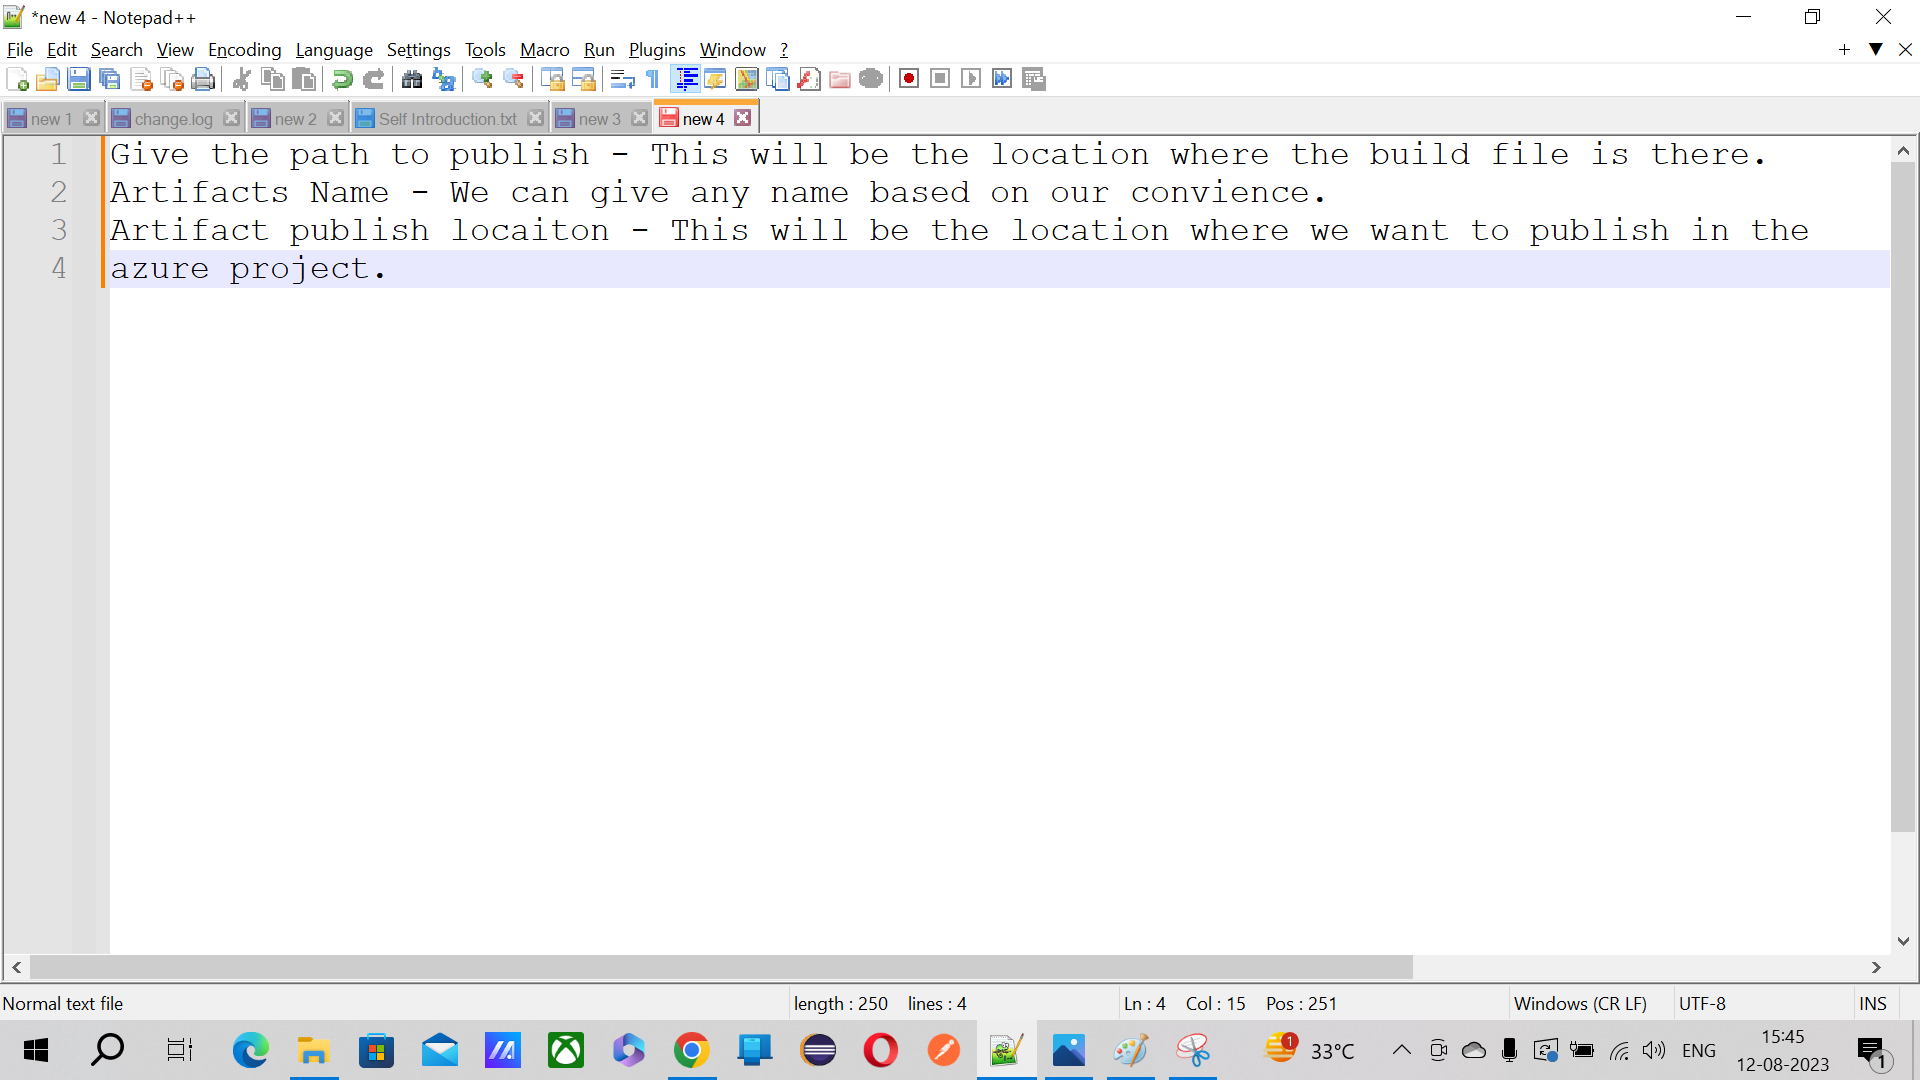 *new 4 - Notepad++
File Edit Search View Encoding Language Settings Tools Macro Run Plugins Window ?
new 1 change.log new 2 Self Introduction.txt new 3 new 4
1 Give the path to publish - This will be the location where the build file is there.
2 Artifacts Name - We can give any name based on our convience.
3 Artifact publish locaiton - This will be the location where we want to publish in the
4 azure project.
Normal text file length : 250 lines : 4 Ln : 4 Col : 15 Pos : 251 Windows (CR LF) UTF-8 INS
1 33°C ENG 15:45
12-08-2023 1